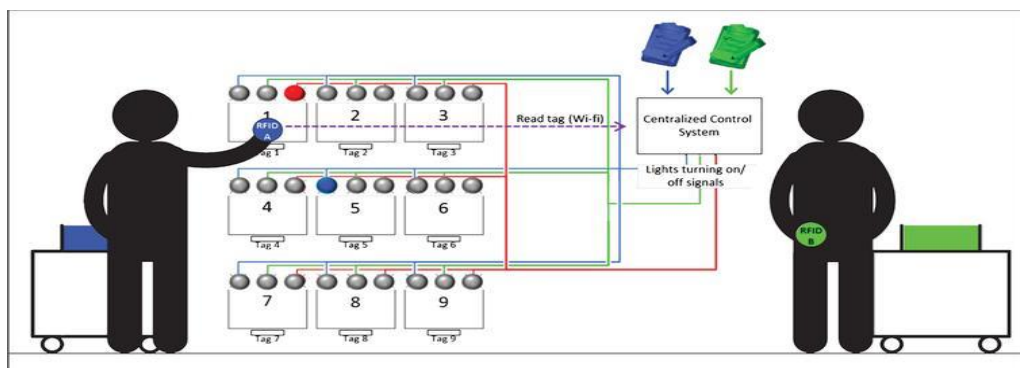 1
2
3
RFID
A
Read tag (Wi-fi)
Centralized Control
System
Tag 1
Tag 2
Tag 3
Lights turning on/
off signals
4
5
6
RFID
B
Tag 4
Tag 5
Tag 6
7
8
9
Tag 7
Tag 8
Tag 9